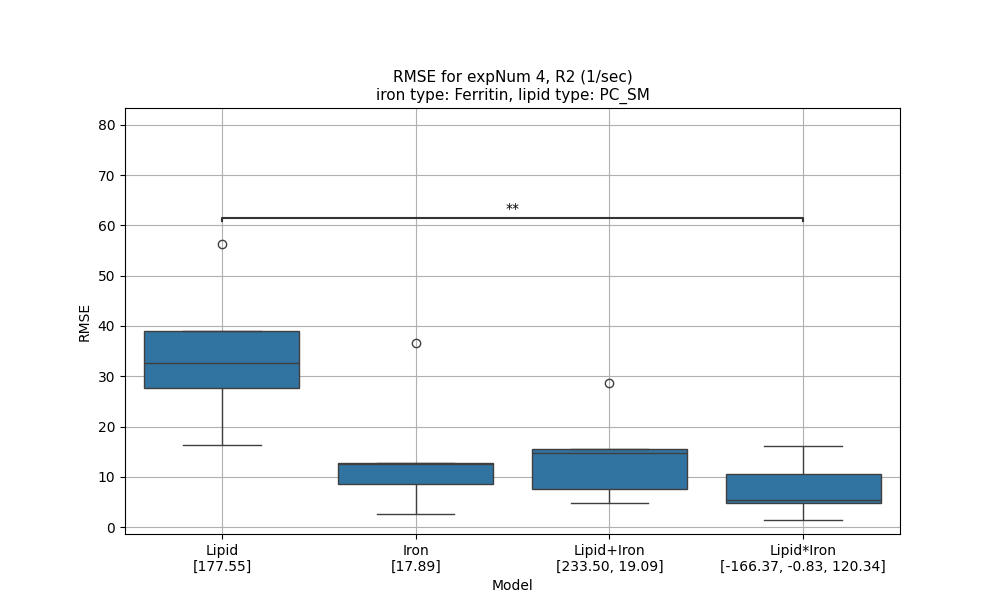 RMSE for expNum 4, R2 (1/sec)
iron type: Ferritin, lipid type: PC_SM
80
70
60
50
40
30
20
10
0
RMSE
**
Lipid
[177.55]
Iron
[17.89]
Lipid+Iron
[233.50, 19.09]
Lipid*Iron
[-166.37, -0.83, 120.34]
Model